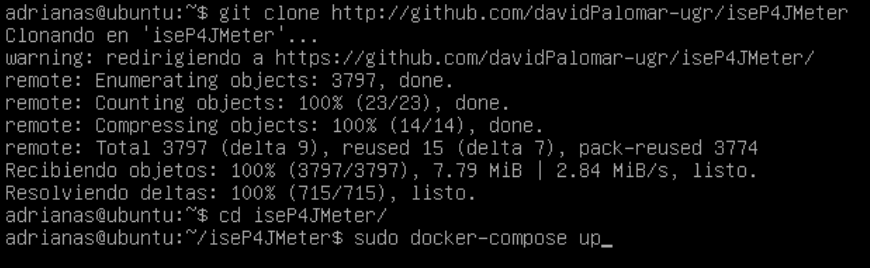 adrianas@ubuntu:~$ git clone http://github.com/davidPalomar-ugr/iseP4JMeter
Clonando en 'iseP4JMeter'...
warning: redirigiendo a https://github.com/davidPalomar-ugr/iseP4JMeter/
remote: Enumerating objects: 3797, done.
remote: Counting objects: 100% (23/23), done.
remote: Compressing objects: 100% (14/14), done.
remote: Total 3797 (delta 9), reused 15 (delta 7), pack-reused 3774
Recibiendo objetos: 100% (3797/3797), 7.79 MiB | 2.84 MiB/s, listo.
Resolviendo deltas: 100% (715/715), listo.
adrianas@ubuntu:~$ cd iseP4JMeter/
adrianas@ubuntu:~/iseP4JMeter$ sudo docker-compose up_